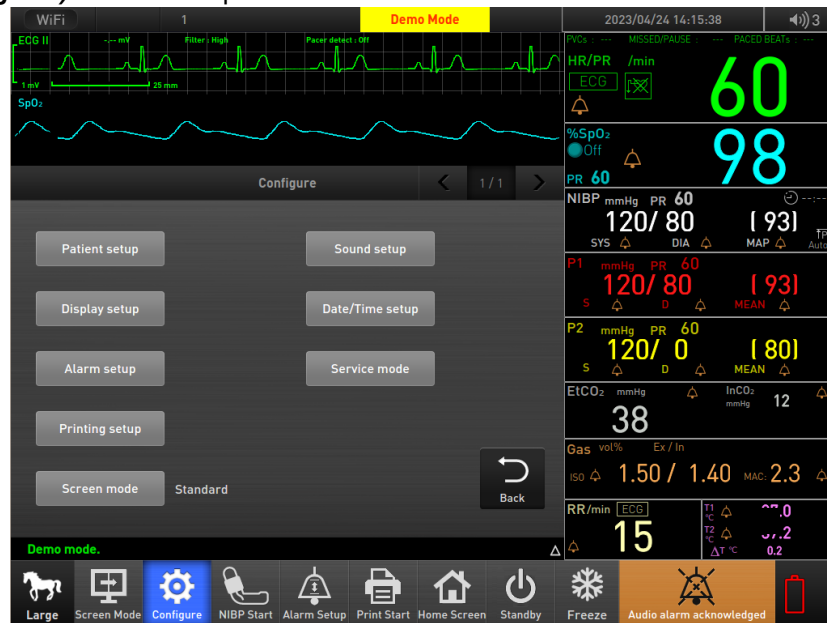 WiFi 1 Demo Mode 2023/04/24 14:15:38 3
ECG II -.-- mV Filter : High Pacer detect : Off
1 mV 25 mm
SpO₂
PVCs : --- MISSED/PAUSE : --- PACED BEATs : ---
HR/PR /min
ECG
60
%SpO₂
Off
PR 60
98
NIBP mmHg PR 60 --:--
120/ 80 ( 93)
SYS DIA MAP
Auto
P1 mmHg PR 60
120/ 80 ( 93)
S D MEAN
P2 mmHg PR 60
120/ 0 ( 80)
S D MEAN
EtCO₂ mmHg
38
InCO₂
mmHg 12
Gas vol% Ex / In
ISO 1.50 / 1.40 MAC: 2.3
RR/min ECG
15
T1 °C
T2 °C
ΔT °C 0.2
Configure 1/1
Patient setup Sound setup
Display setup Date/Time setup
Alarm setup Service mode
Printing setup
Screen mode Standard
Back
Demo mode.
Large Screen Mode Configure NIBP Start Alarm Setup Print Start Home Screen Standby Freeze Audio alarm acknowledged